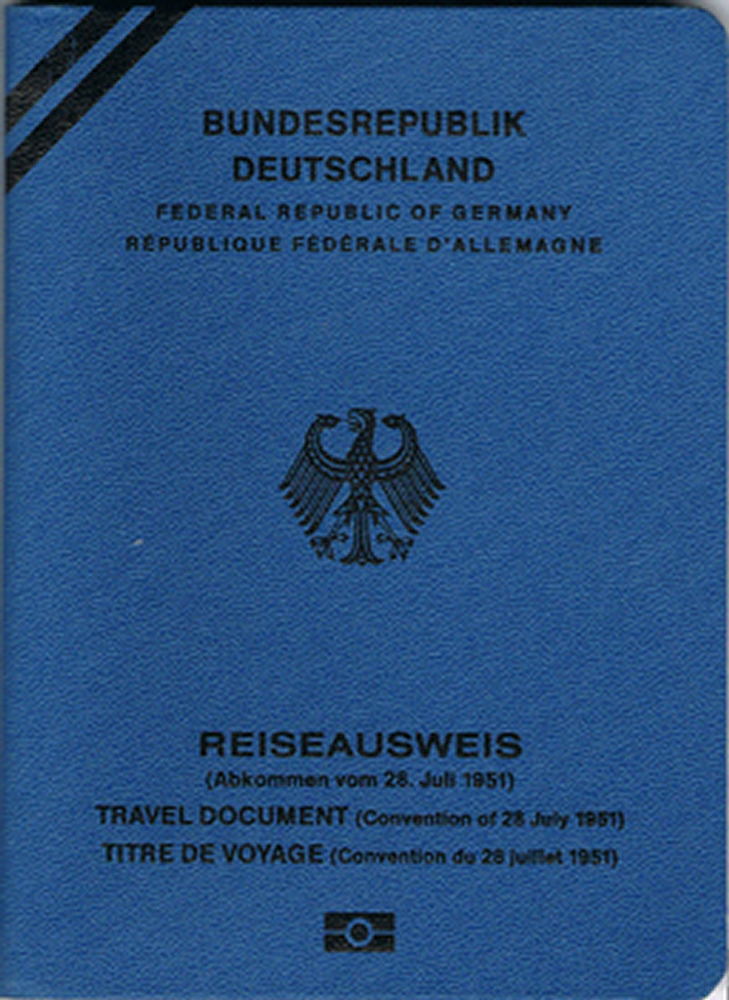 BUNDESREPUBLIK
DEUTSCHLAND
FEDERAL REPUBLIC OF GERMANY
RÉPUBLIQUE FÉDÉRALE D'ALLEMAGNE
REISEAUSWEIS
(Abkommen vom 28. Juli 1951)
TRAVEL DOCUMENT (Convention of 28 July 1951)
TITRE DE VOYAGE (Convention du 28 juillet 1951)